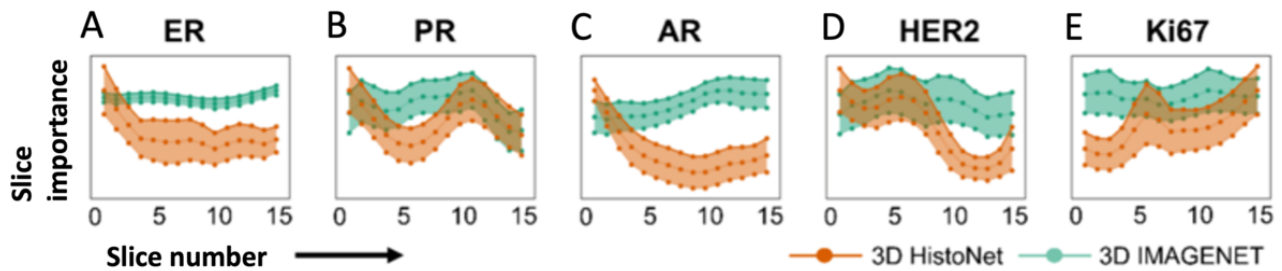 A ER B PR C AR D HER2 E Ki67
Slice importance
0 5 10 15 0 5 10 15 0 5 10 15 0 5 10 15 0 5 10 15
Slice number
3D HistoNet 3D IMAGENET